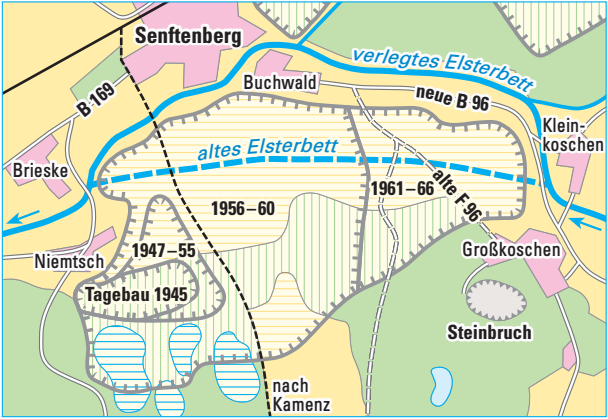 Senftenberg
verlegtes Elsterbett
Buchwald
neue B 96
B 169
Klein-
koschen
altes Elsterbett
Brieske
1961–66
alte F 96
1956–60
1947–55
Niemtsch
Großkoschen
Tagebau 1945
Steinbruch
nach
Kamenz